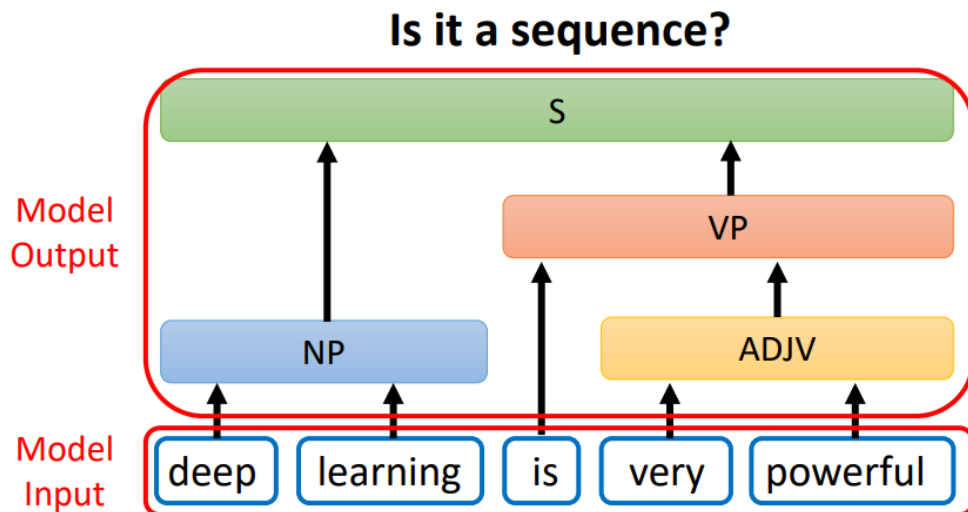 Is it a sequence?
S
Model
Output
VP
NP
ADJV
Model
Input
deep learning is very powerful